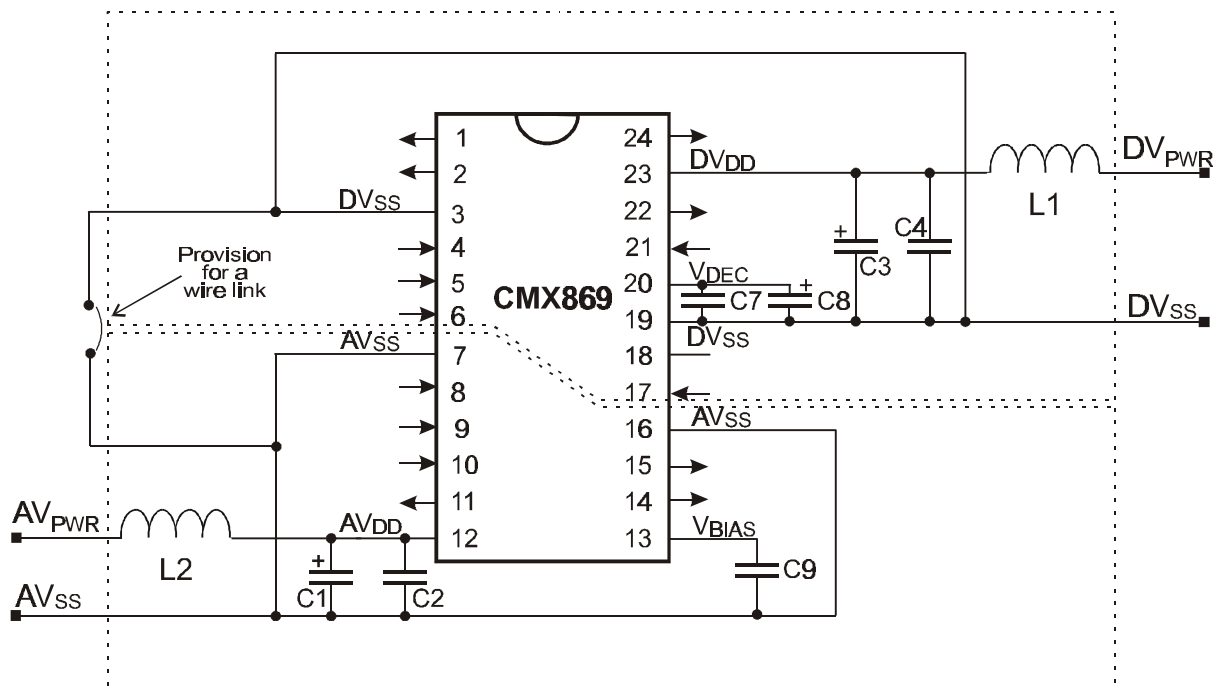 1
24
DVDD
DVPWR
2
23
L1
DVSS
3
22
C4
+
C3
4
21
Provision
for a
wire link
5
20
VDEC
+
C7
C8
CMX869
6
19
DVSS
DVSS
AVSS
7
18
8
17
AVSS
9
16
10
15
11
14
AVPWR
AVDD
12
13
VBIAS
L2
+
C1
C2
C9
AVSS